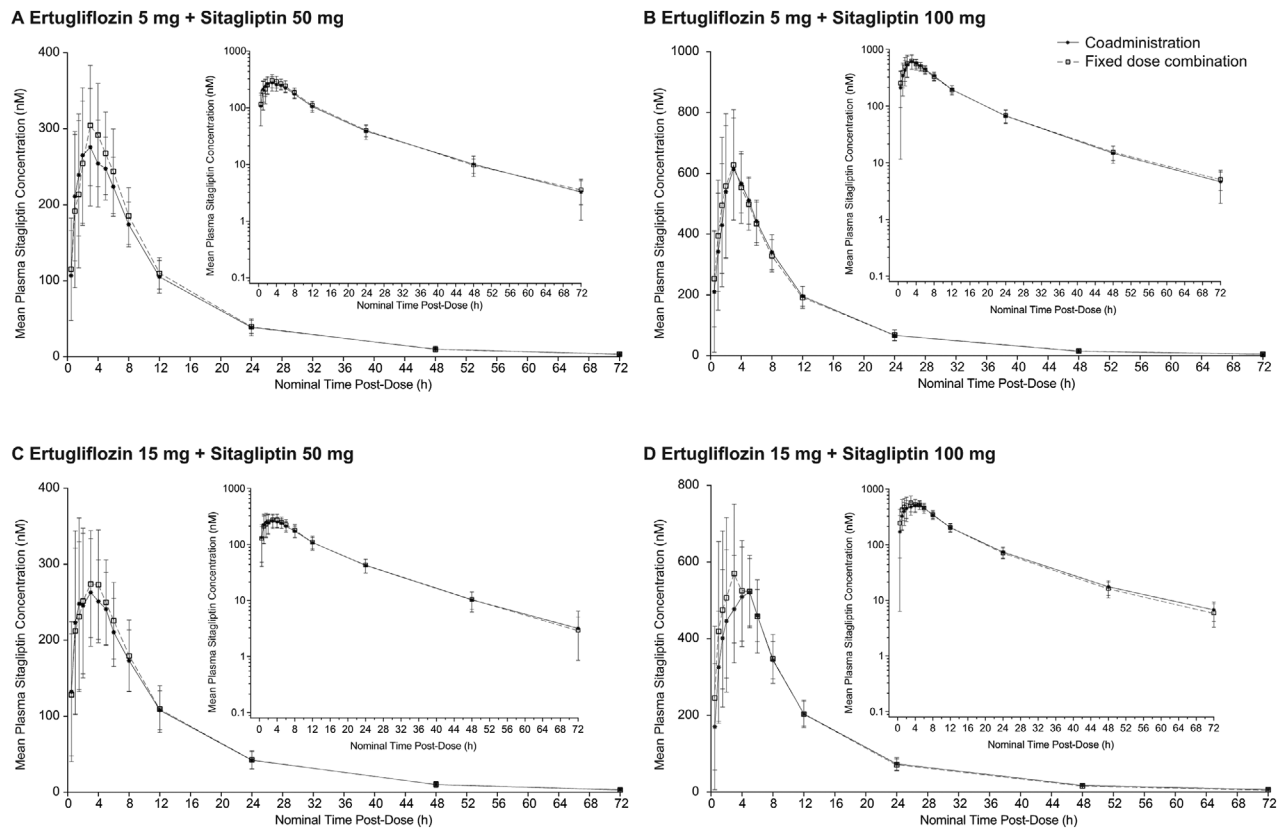 A Ertugliflozin 5 mg + Sitagliptin 50 mg
Mean Plasma Sitagliptin Concentration (nM)
400
300
200
100
0
0 4 8 12 16 20 24 28 32 36 40 44 48 52 56 60 64 68 72
Nominal Time Post-Dose (h)
Mean Plasma Sitagliptin Concentration (nM)
1000
100
10
1
0.1
0 4 8 12 16 20 24 28 32 36 40 44 48 52 56 60 64 68 72
Nominal Time Post-Dose (h)
B Ertugliflozin 5 mg + Sitagliptin 100 mg
Coadministration
Fixed dose combination
Mean Plasma Sitagliptin Concentration (nM)
1000
800
600
400
200
0
0 4 8 12 16 20 24 28 32 36 40 44 48 52 56 60 64 68 72
Nominal Time Post-Dose (h)
Mean Plasma Sitagliptin Concentration (nM)
1000
100
10
1
0.1
0 4 8 12 16 20 24 28 32 36 40 44 48 52 56 60 64 68 72
Nominal Time Post-Dose (h)
C Ertugliflozin 15 mg + Sitagliptin 50 mg
Mean Plasma Sitagliptin Concentration (nM)
400
300
200
100
0
0 4 8 12 16 20 24 28 32 36 40 44 48 52 56 60 64 68 72
Nominal Time Post-Dose (h)
Mean Plasma Sitagliptin Concentration (nM)
1000
100
10
1
0.1
0 4 8 12 16 20 24 28 32 36 40 44 48 52 56 60 64 68 72
Nominal Time Post-Dose (h)
D Ertugliflozin 15 mg + Sitagliptin 100 mg
Mean Plasma Sitagliptin Concentration (nM)
800
600
400
200
0
0 4 8 12 16 20 24 28 32 36 40 44 48 52 56 60 64 68 72
Nominal Time Post-Dose (h)
Mean Plasma Sitagliptin Concentration (nM)
1000
100
10
1
0.1
0 4 8 12 16 20 24 28 32 36 40 44 48 52 56 60 64 68 72
Nominal Time Post-Dose (h)